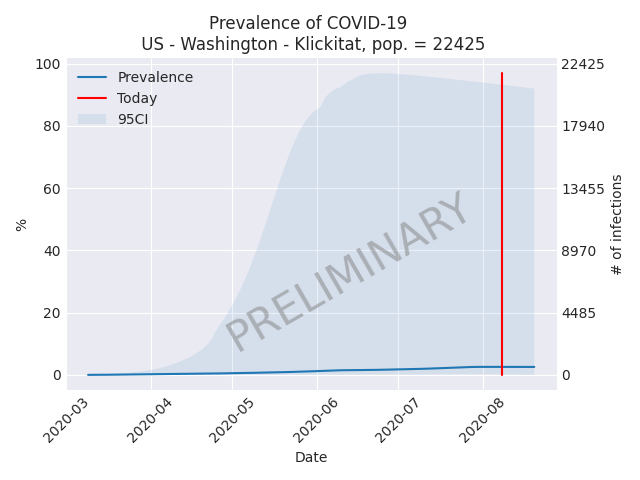 Prevalence of COVID-19
US - Washington - Klickitat, pop. = 22425
Prevalence
Today
95CI
100
80
60
40
20
0
%
22425
17940
13455
8970
4485
0
# of infections
PRELIMINARY
2020-03
2020-04
2020-05
2020-06
2020-07
2020-08
Date